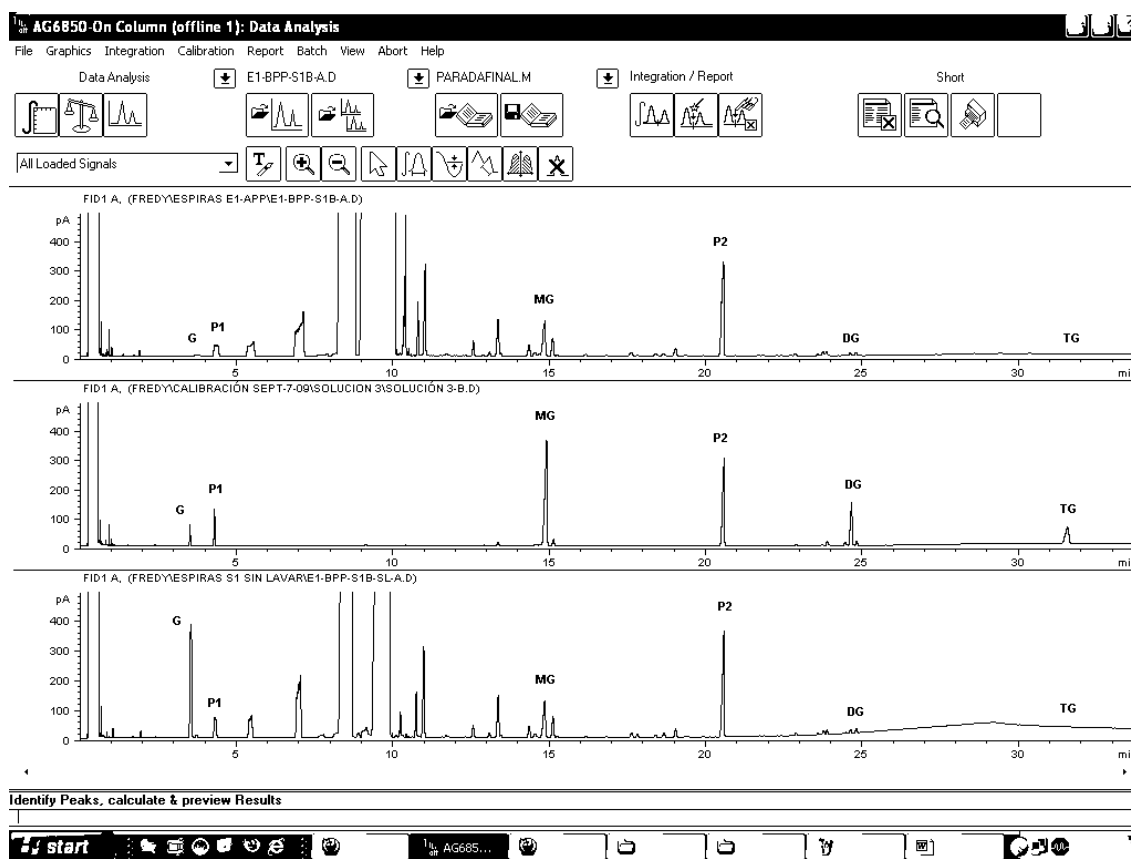 AG6850-On Column (offline 1): Data Analysis
File Graphics Integration Calibration Report Batch View Abort Help
Data Analysis E1-BPP-S1B-A.D PARADAFINAL.M Integration / Report Short
All Loaded Signals
FID1 A, (FREDY\ESPIRAS E1-APP\E1-BPP-S1B-A.D)
pA
400
300
200
100
0
G P1 MG P2 DG TG
5 10 15 20 25 30 mi
FID1 A, (FREDY\CALIBRACIÓN SEPT-7-09\SOLUCION 3\SOLUCIÓN 3-B.D)
pA
400
300
200
100
0
G P1 MG P2 DG TG
5 10 15 20 25 30 mi
FID1 A, (FREDY\ESPIRAS S1 SIN LAVAR\E1-BPP-S1B-SL-A.D)
pA
400
300
200
100
0
G P1 MG P2 DG TG
5 10 15 20 25 30 mi
Identify Peaks, calculate & preview Results
start AG685...